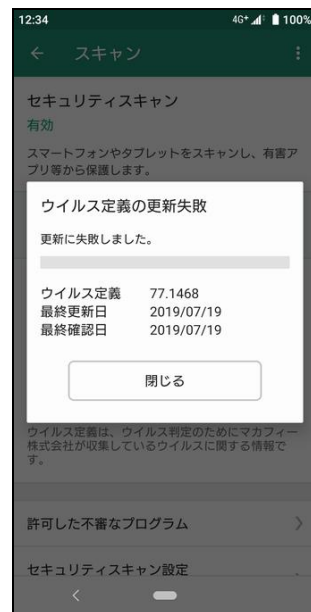 12:34 4G+ 100%
スキャン
セキュリティスキャン
有効
スマートフォンやタブレットをスキャンし、有害ア
プリ等から保護します。
ウイルス定義の更新失敗
更新に失敗しました。
ウイルス定義 77.1468
最終更新日 2019/07/19
最終確認日 2019/07/19
閉じる
ウイルス定義は、ウイルス判定のためにマカフィー
株式会社が収集しているウイルスに関する情報で
す。
許可した不審なプログラム
セキュリティスキャン設定